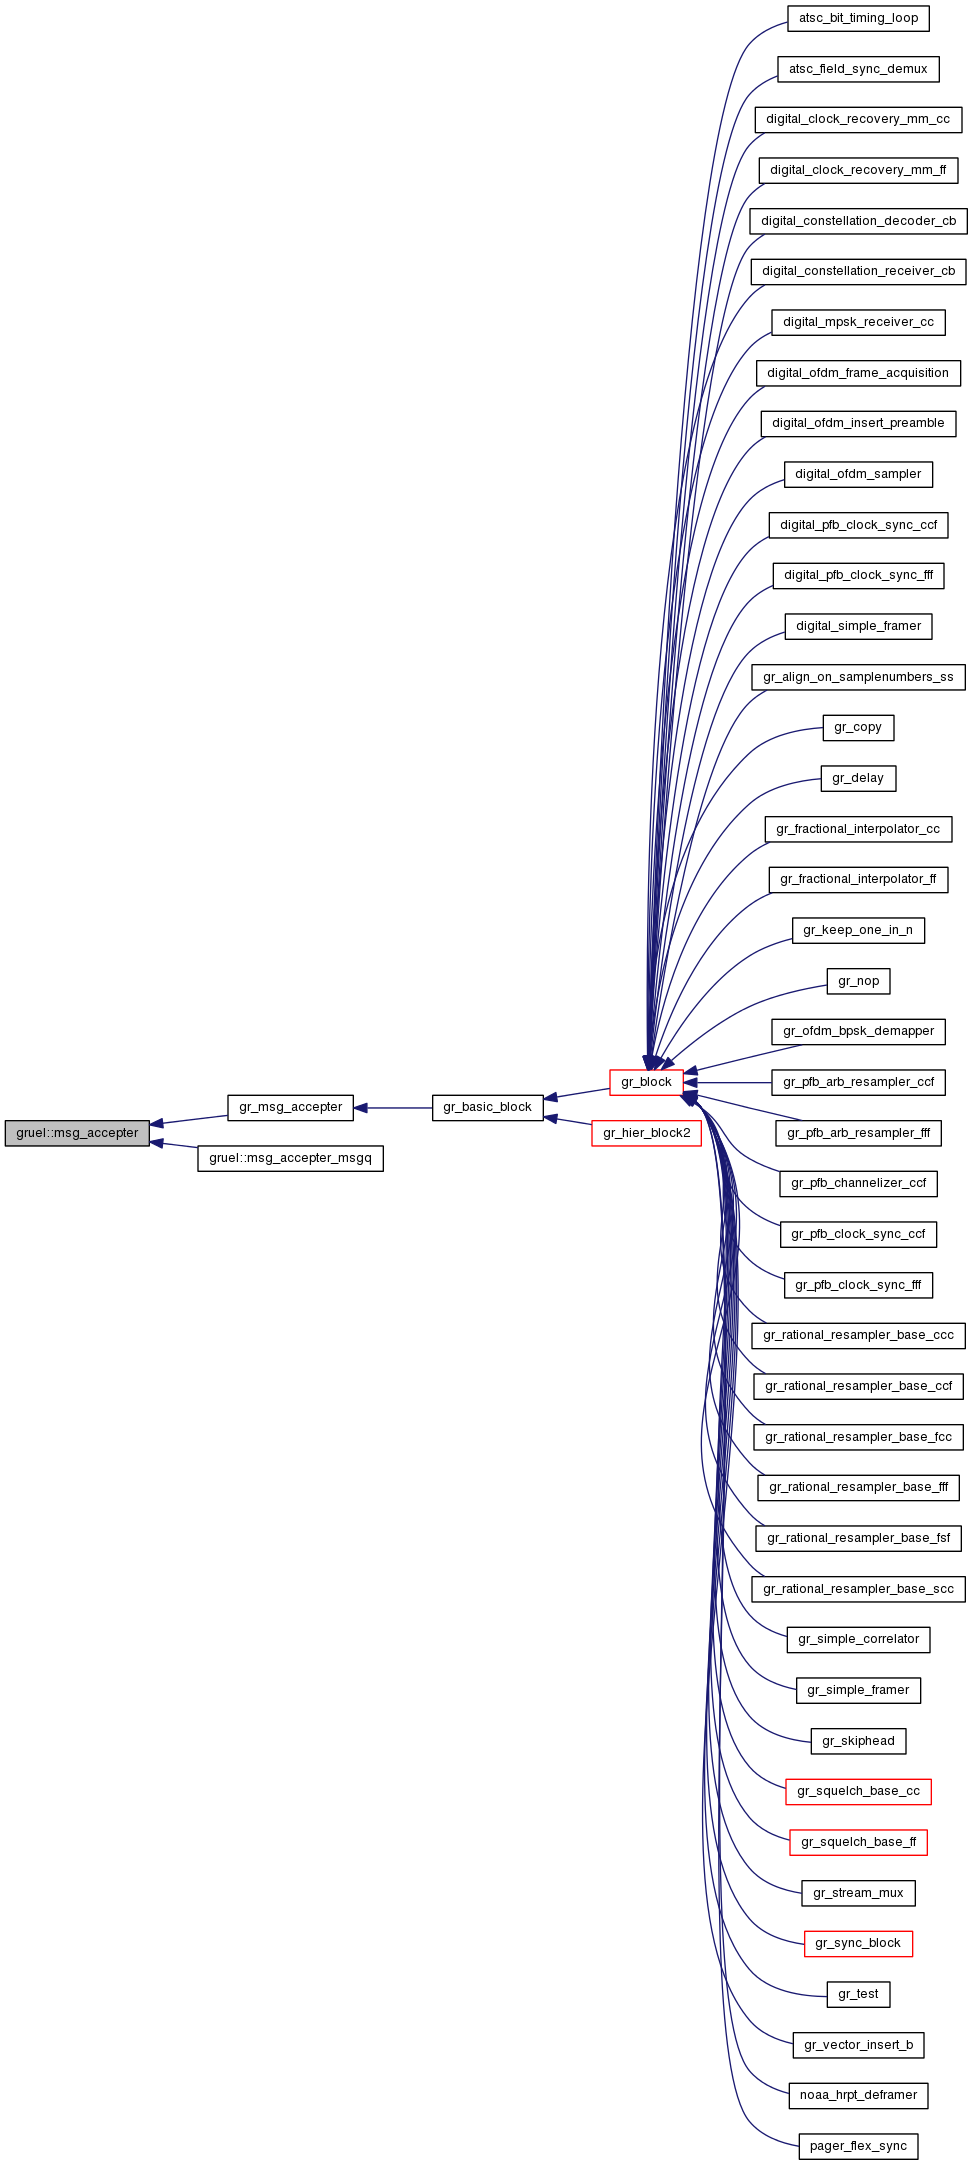 atsc_bit_timing_loop
atsc_field_sync_demux
digital_clock_recovery_mm_cc
digital_clock_recovery_mm_ff
digital_constellation_decoder_cb
digital_constellation_receiver_cb
digital_mpsk_receiver_cc
digital_ofdm_frame_acquisition
digital_ofdm_insert_preamble
digital_ofdm_sampler
digital_pfb_clock_sync_ccf
digital_pfb_clock_sync_fff
digital_simple_framer
gr_align_on_samplenumbers_ss
gr_copy
gr_delay
gr_fractional_interpolator_cc
gr_fractional_interpolator_ff
gr_keep_one_in_n
gr_nop
gr_ofdm_bpsk_demapper
gr_block
gr_pfb_arb_resampler_ccf
gr_msg_accepter
gr_basic_block
gruel::msg_accepter
gr_hier_block2
gr_pfb_arb_resampler_fff
gruel::msg_accepter_msgq
gr_pfb_channelizer_ccf
gr_pfb_clock_sync_ccf
gr_pfb_clock_sync_fff
gr_rational_resampler_base_ccc
gr_rational_resampler_base_ccf
gr_rational_resampler_base_fcc
gr_rational_resampler_base_fff
gr_rational_resampler_base_fsf
gr_rational_resampler_base_scc
gr_simple_correlator
gr_simple_framer
gr_skiphead
gr_squelch_base_cc
gr_squelch_base_ff
gr_stream_mux
gr_sync_block
gr_test
gr_vector_insert_b
noaa_hrpt_deframer
pager_flex_sync